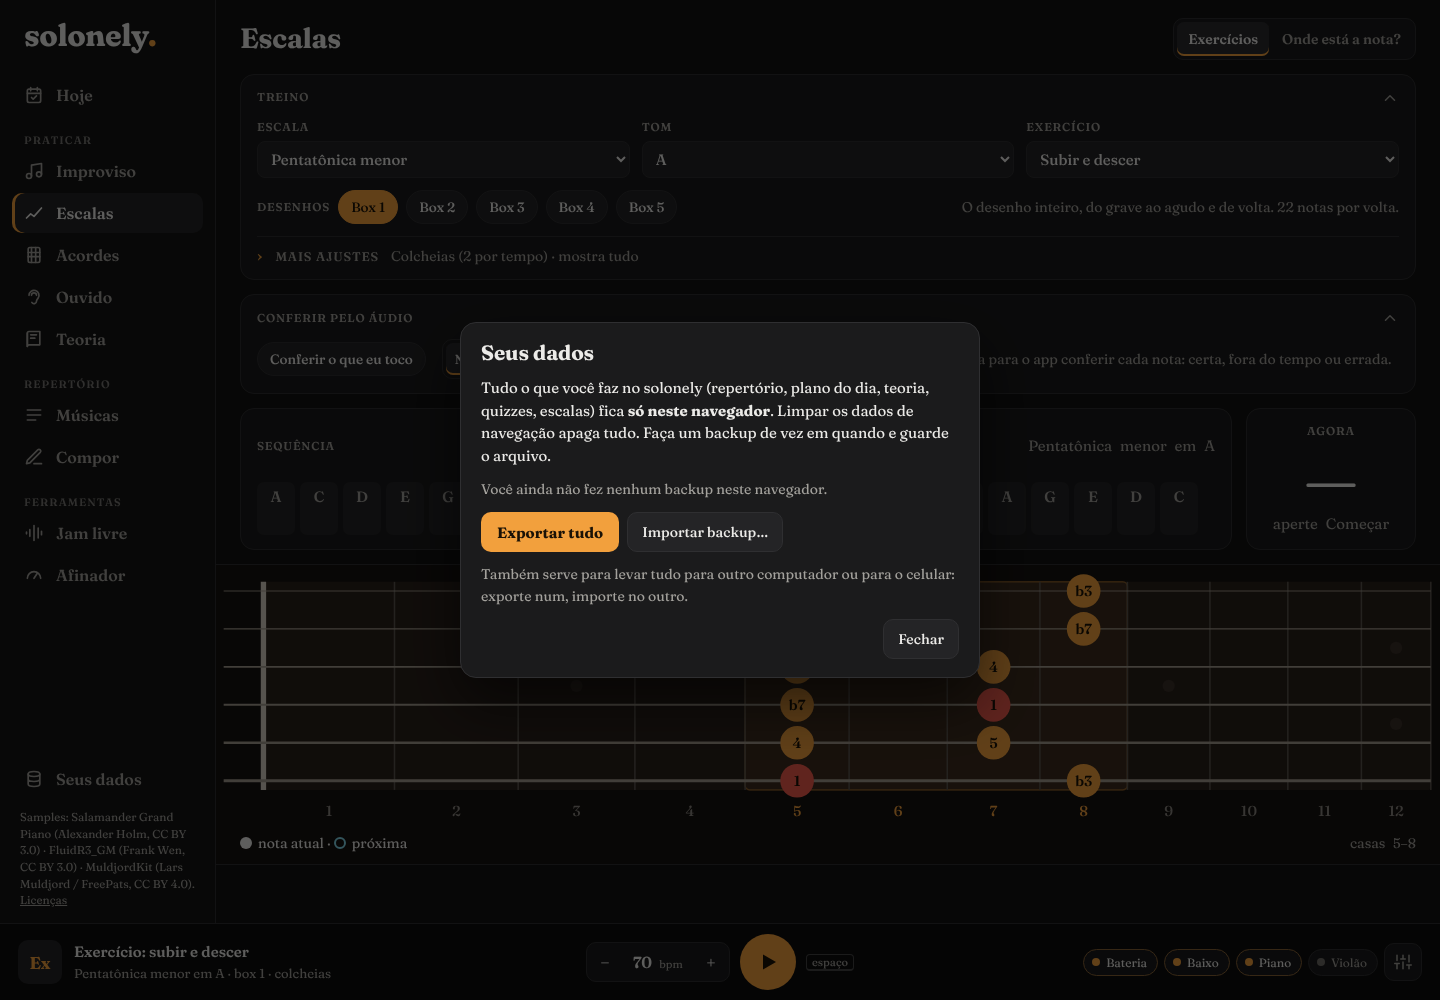 solonely.
Hoje
PRATICAR
Improviso
Escalas
Acordes
Ouvido
Teoria
REPERTÓRIO
Músicas
Compor
FERRAMENTAS
Jam livre
Afinador
Seus dados
Samples: Salamander Grand
Piano (Alexander Holm, CC BY
3.0) · FluidR3_GM (Frank Wen,
CC BY 3.0) · MuldjordKit (Lars
Muldjord / FreePats, CC BY 4.0).
Licenças
Escalas
Exercícios Onde está a nota?
TREINO
ESCALA TOM EXERCÍCIO
Pentatônica menor A Subir e descer
DESENHOS Box 1 Box 2 Box 3 Box 4 Box 5 O desenho inteiro, do grave ao agudo e de volta. 22 notas por volta.
MAIS AJUSTES Colcheias (2 por tempo) · mostra tudo
CONFERIR PELO ÁUDIO
Conferir o que eu toco para o app conferir cada nota: certa, fora do tempo ou errada.
SEQUÊNCIA Pentatônica menor em A
A C D E G A G E D C
AGORA
—
aperte Começar
Seus dados
Tudo o que você faz no solonely (repertório, plano do dia, teoria,
quizzes, escalas) fica só neste navegador. Limpar os dados de
navegação apaga tudo. Faça um backup de vez em quando e guarde
o arquivo.
Você ainda não fez nenhum backup neste navegador.
Exportar tudo Importar backup...
Também serve para levar tudo para outro computador ou para o celular:
exporte num, importe no outro.
Fechar
b3
b7
4
b7 1
4 5
1 b3
1 2 3 4 5 6 7 8 9 10 11 12
nota atual · próxima casas 5–8
Ex
Exercício: subir e descer
Pentatônica menor em A · box 1 · colcheias
− 70 bpm + espaço
Bateria Baixo Piano Violão